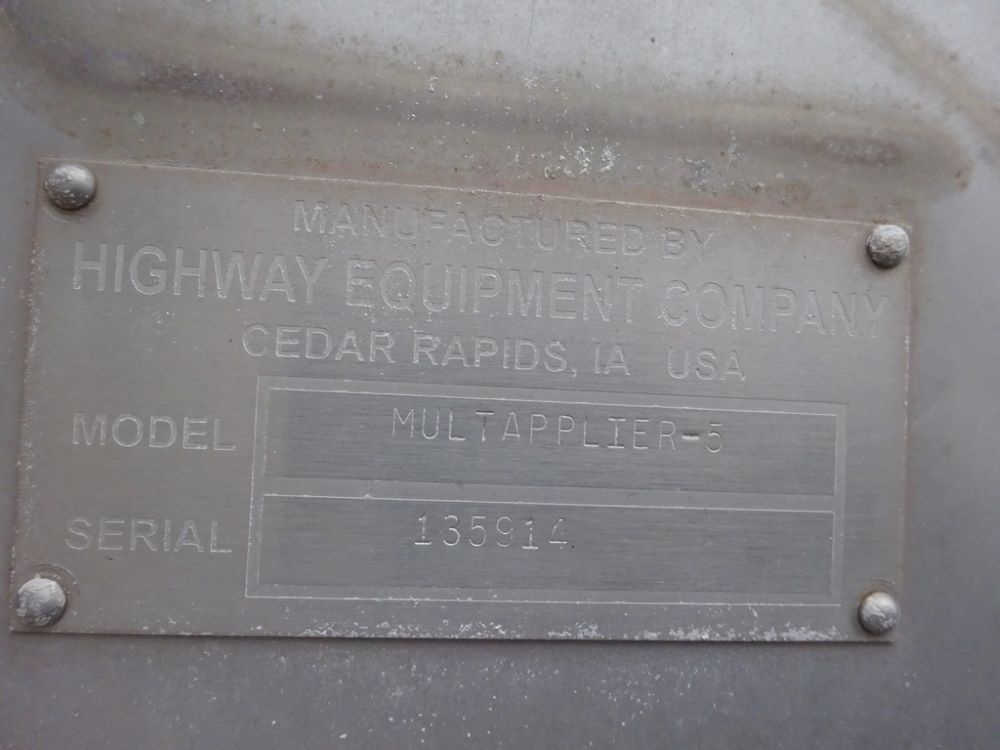 MANUFACTURED BY
HIGHWAY EQUIPMENT COMPANY
CEDAR RAPIDS, IA USA
MODEL MULTAPPLIER-5
SERIAL 135914